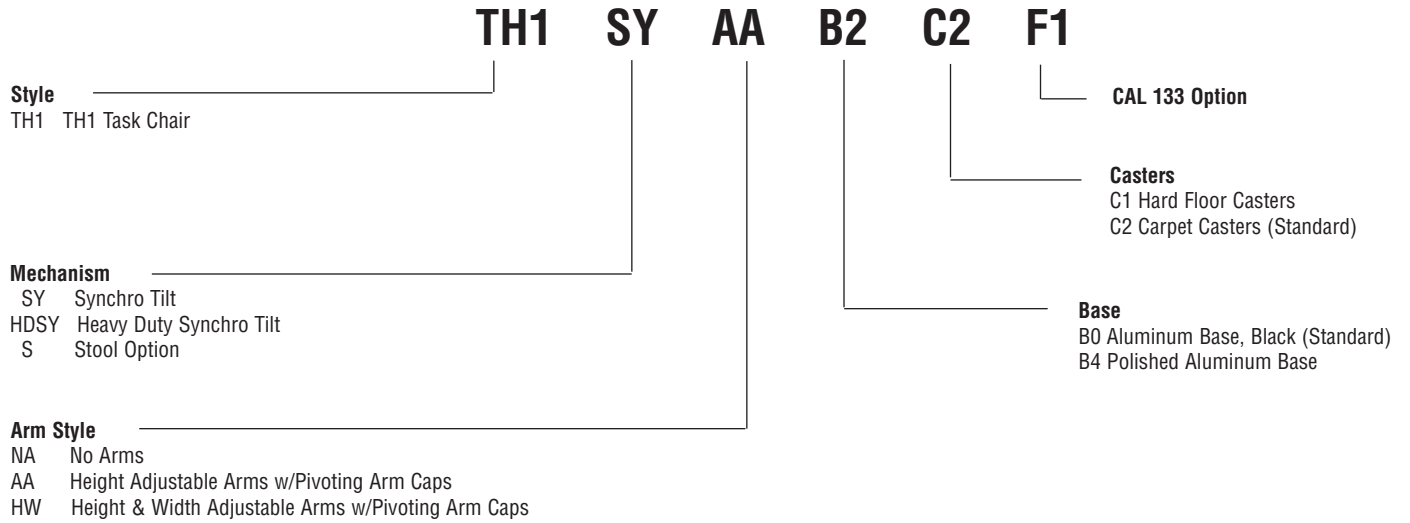 TH1 SY AA B2 C2 F1
Style
TH1 TH1 Task Chair
CAL 133 Option
Casters
C1 Hard Floor Casters
C2 Carpet Casters (Standard)
Mechanism
SY Synchro Tilt
HDSY Heavy Duty Synchro Tilt
S Stool Option
Base
B0 Aluminum Base, Black (Standard)
B4 Polished Aluminum Base
Arm Style
NA No Arms
AA Height Adjustable Arms w/Pivoting Arm Caps
HW Height & Width Adjustable Arms w/Pivoting Arm Caps